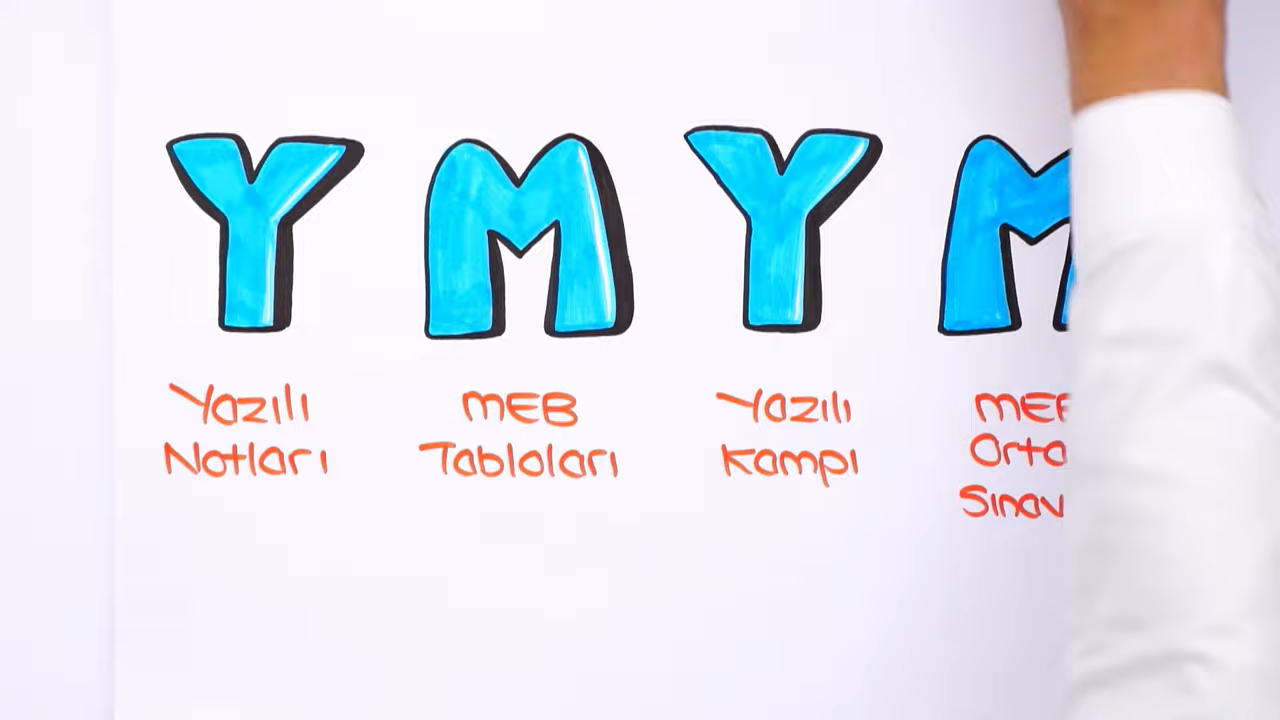 Y M Y M
Yazılı
Notları
MEB
Tabloları
Yazılı
Kampı